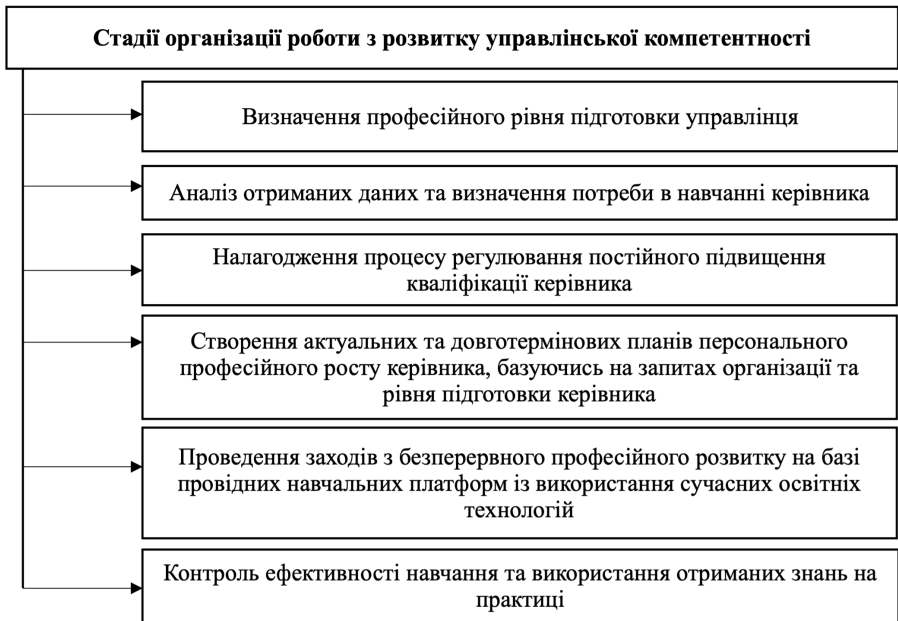 Стадії організації роботи з розвитку управлінської компетентності
Визначення професійного рівня підготовки управлінця
Аналіз отриманих даних та визначення потреби в навчанні керівника
Налагодження процесу регулювання постійного підвищення
кваліфікації керівника
Створення актуальних та довготермінових планів персонального
професійного росту керівника, базуючись на запитах організації та
рівня підготовки керівника
Проведення заходів з безперервного професійного розвитку на базі
провідних навчальних платформ із використання сучасних освітніх
технологій
Контроль ефективності навчання та використання отриманих знань на
практиці